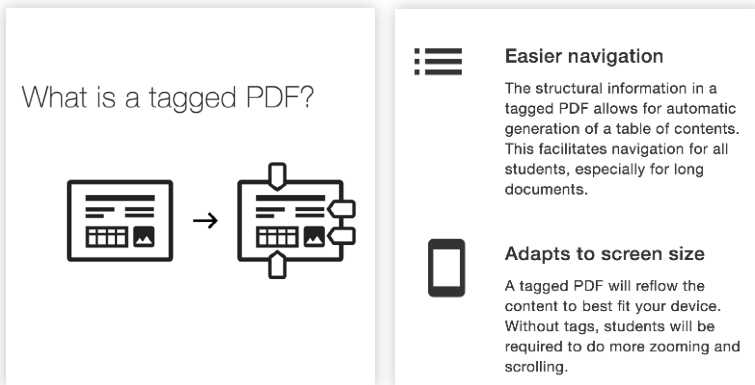 What is a tagged PDF?
Easier navigation
The structural information in a
tagged PDF allows for automatic
generation of a table of contents.
This facilitates navigation for all
students, especially for long
documents.
Adapts to screen size
A tagged PDF will reflow the
content to best fit your device.
Without tags, students will be
required to do more zooming and
scrolling.